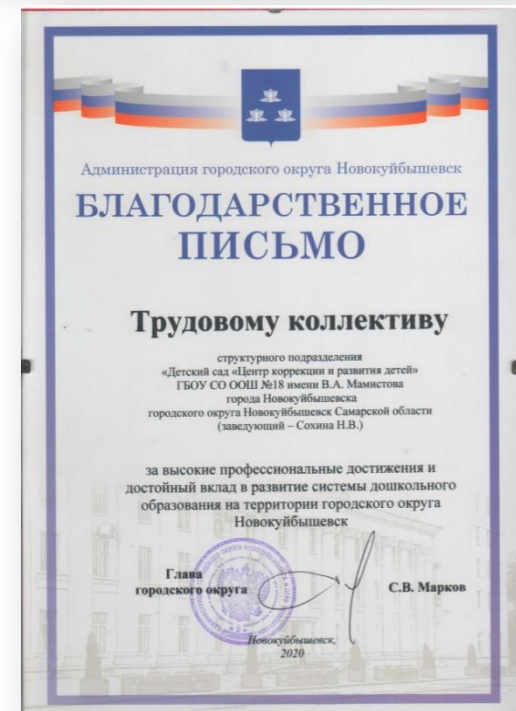 Администрация городского округа Новокуйбышевск
БЛАГОДАРСТВЕННОЕ
ПИСЬМО
Трудовому коллективу
структурного подразделения
«Детский сад «Центр коррекции и развития детей»
ГБОУ СО ООШ №18 имени В.А. Мамистова
города Новокуйбышевска
городского округа Новокуйбышевск Самарской области
(заведующий – Сохина Н.В.)
за высокие профессиональные достижения и
достойный вклад в развитие системы дошкольного
образования на территории городского округа
Новокуйбышевск
Глава
городского округа
С.В. Марков
Новокуйбышевск,
2020